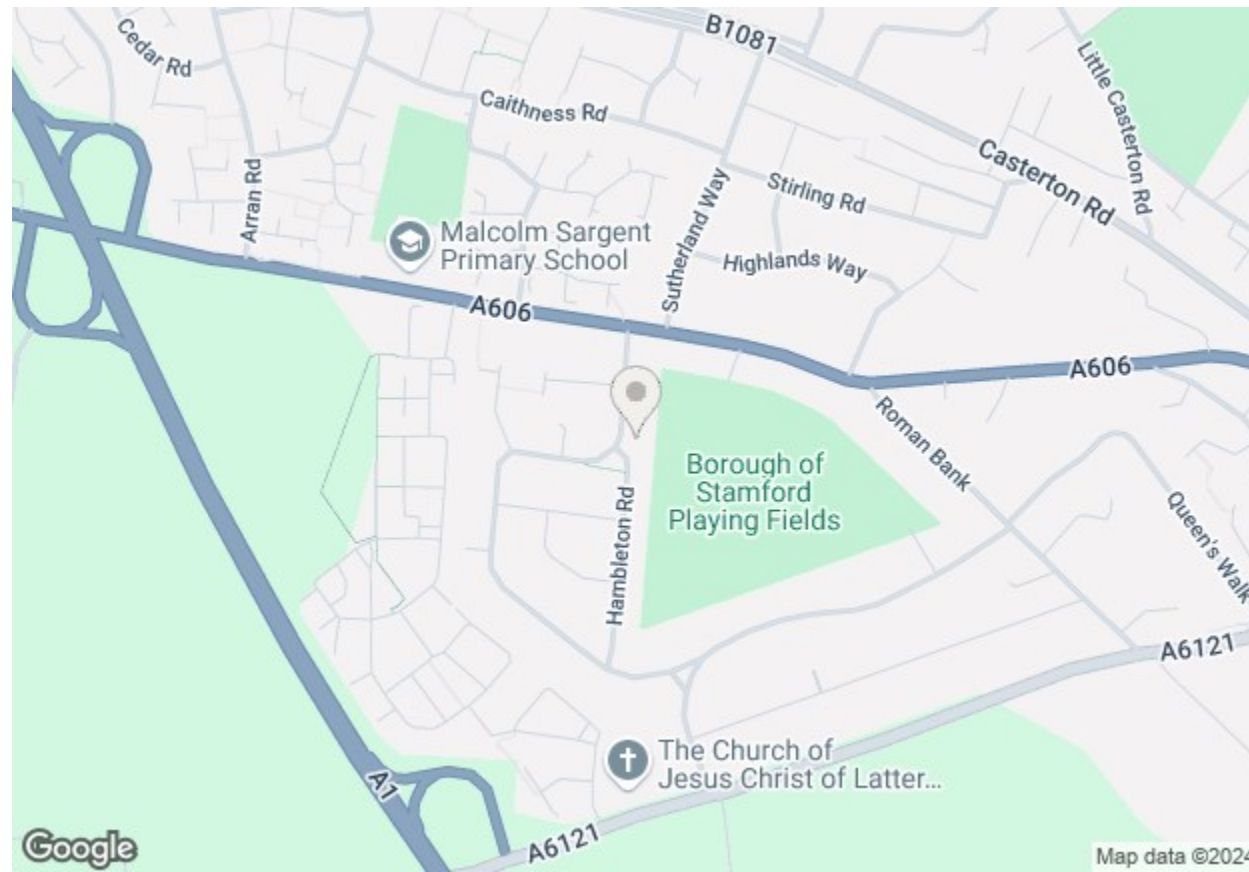 B1081
Cedar Rd
Little Casterton Rd
Caithness Rd
Casterton Rd
Arran Rd
Stirling Rd
Sutherland Way
Malcolm Sargent
Primary School
Highlands Way
A606
A606
Roman Bank
Borough of
Stamford
Playing Fields
Queen's Walk
Hambleton Rd
A6121
The Church of
Jesus Christ of Latter...
A1
A6121
Google
Map data ©2024